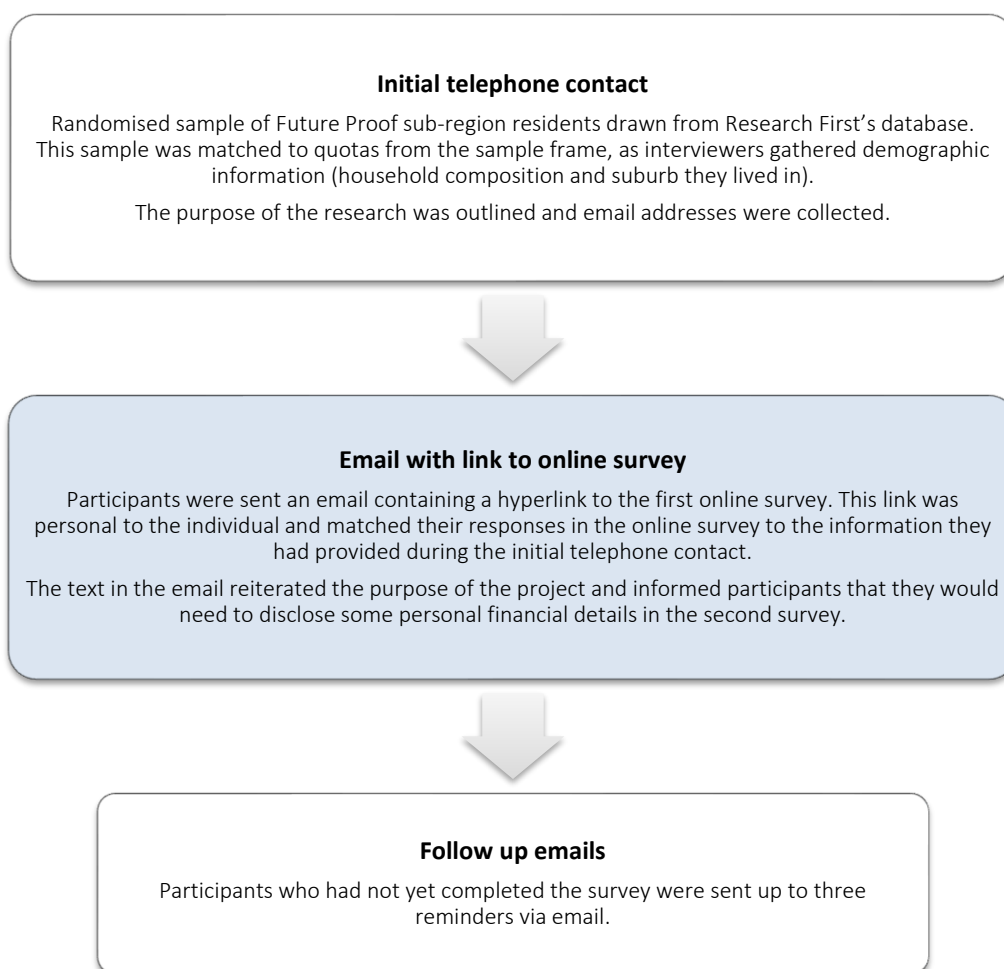 Initial telephone contact
Randomised sample of Future Proof sub-region residents drawn from Research First’s database.
This sample was matched to quotas from the sample frame, as interviewers gathered demographic
information (household composition and suburb they lived in).
The purpose of the research was outlined and email addresses were collected.
Email with link to online survey
Participants were sent an email containing a hyperlink to the first online survey. This link was
personal to the individual and matched their responses in the online survey to the information they
had provided during the initial telephone contact.
The text in the email reiterated the purpose of the project and informed participants that they would
need to disclose some personal financial details in the second survey.
Follow up emails
Participants who had not yet completed the survey were sent up to three
reminders via email.